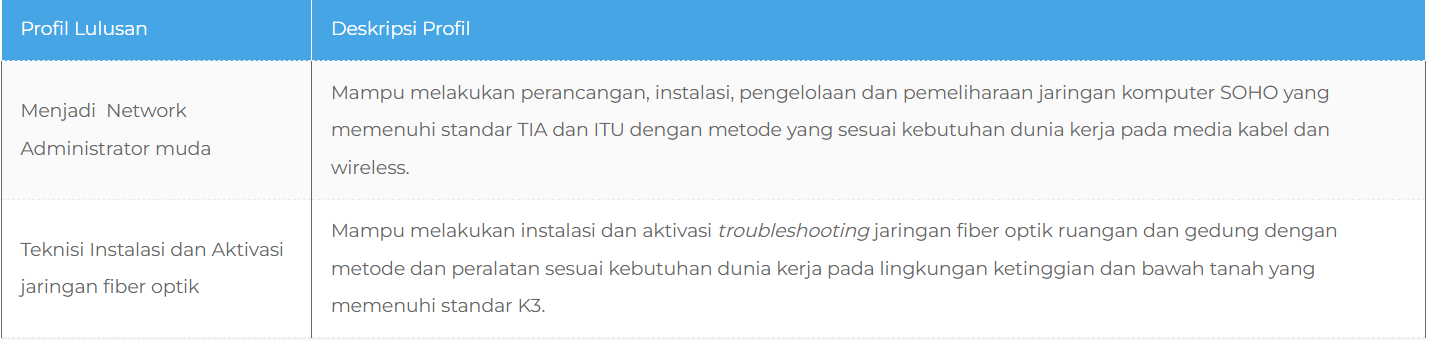 Profil Lulusan
Deskripsi Profil
Menjadi  Network
Administrator muda
Mampu melakukan perancangan, instalasi, pengelolaan dan pemeliharaan jaringan komputer SOHO yang
memenuhi standar TIA dan ITU dengan metode yang sesuai kebutuhan dunia kerja pada media kabel dan
wireless.
Teknisi Instalasi dan Aktivasi
jaringan fiber optik
Mampu melakukan instalasi dan aktivasi troubleshooting jaringan fiber optik ruangan dan gedung dengan
metode dan peralatan sesuai kebutuhan dunia kerja pada lingkungan ketinggian dan bawah tanah yang
memenuhi standar K3.